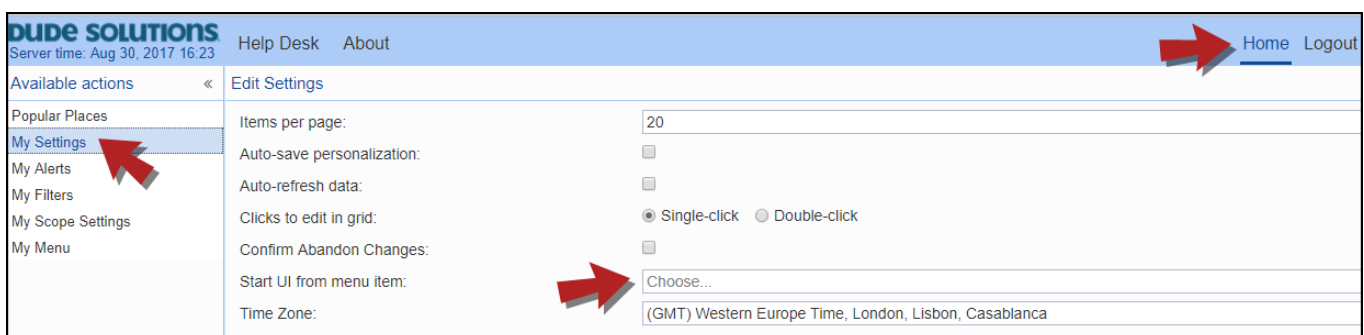 DUDE SOLUTIONS
Server time: Aug 30, 2017 16:23
Help Desk About Home Logout
Available actions «
Popular Places
My Settings
My Alerts
My Filters
My Scope Settings
My Menu
Edit Settings
Items per page: 20
Auto-save personalization:
Auto-refresh data:
Clicks to edit in grid: Single-click Double-click
Confirm Abandon Changes:
Start UI from menu item: Choose...
Time Zone: (GMT) Western Europe Time, London, Lisbon, Casablanca